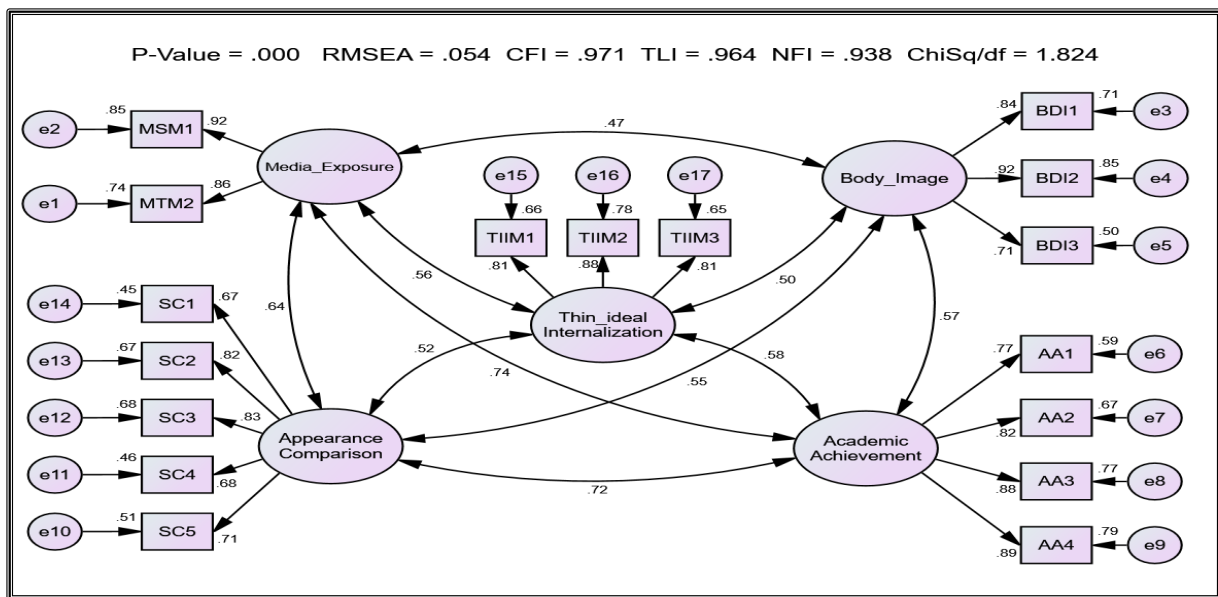 P-Value = .000 RMSEA = .054 CFI = .971 TLI = .964 NFI = .938 ChiSq/df = 1.824
e2 .85 MSM1 .92
e1 .74 MTM2 .86
Media_Exposure
.47
e15 e16 e17
.66 .78 .65
TIIM1 TIIM2 TIIM3
.81 .88 .81
Body_Image
.84 BDI1 .71 e3
.92 BDI2 .85 e4
.71 BDI3 .50 e5
.56
.50
.64
Thin_ideal
Internalization
.57
.52
.58
.74
.55
e14 .45 SC1 .67
e13 .67 SC2 .82
e12 .68 SC3 .83
e11 .46 SC4 .68
e10 .51 SC5 .71
Appearance
Comparison
.72
Academic
Achievement
.77 AA1 .59 e6
.82 AA2 .67 e7
.88 AA3 .77 e8
.89 AA4 .79 e9